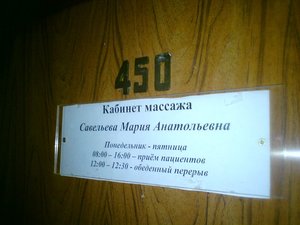 450
Кабинет массажа
Савельева Мария Анатольевна
Понедельник - пятница
08:00 – 16:00 – приём пациентов
12:00 – 12:30 - обеденный перерыв